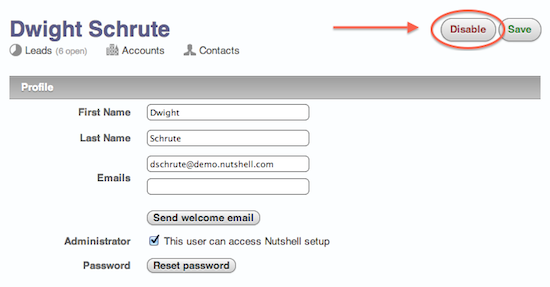 Dwight Schrute
Disable
Save
Leads (6 open) Accounts Contacts
Profile
First Name Dwight
Last Name Schrute
Emails dschrute@demo.nutshell.com
Send welcome email
Administrator This user can access Nutshell setup
Password Reset password